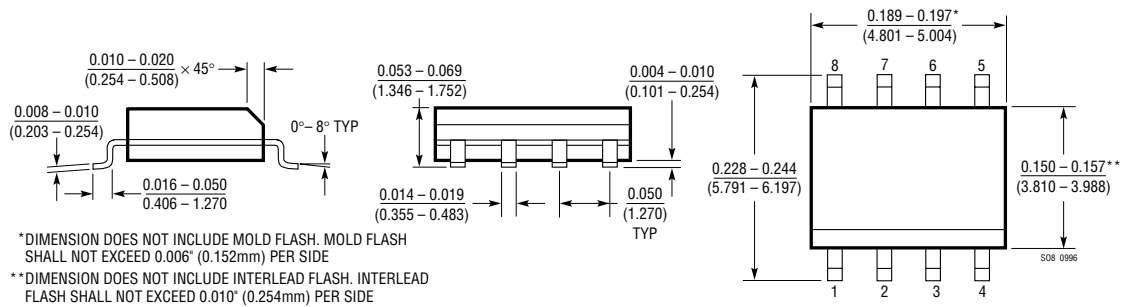 0.010 – 0.020
(0.254 – 0.508)
× 45°
0.008 – 0.010
(0.203 – 0.254)
0°– 8° TYP
0.016 – 0.050
0.406 – 1.270
0.053 – 0.069
(1.346 – 1.752)
0.004 – 0.010
(0.101 – 0.254)
0.014 – 0.019
(0.355 – 0.483)
0.050
(1.270)
TYP
0.189 – 0.197*
(4.801 – 5.004)
8 7 6 5
0.228 – 0.244
(5.791 – 6.197)
0.150 – 0.157**
(3.810 – 3.988)
1 2 3 4
SO8 0996
*DIMENSION DOES NOT INCLUDE MOLD FLASH. MOLD FLASH
SHALL NOT EXCEED 0.006" (0.152mm) PER SIDE
**DIMENSION DOES NOT INCLUDE INTERLEAD FLASH. INTERLEAD
FLASH SHALL NOT EXCEED 0.010" (0.254mm) PER SIDE